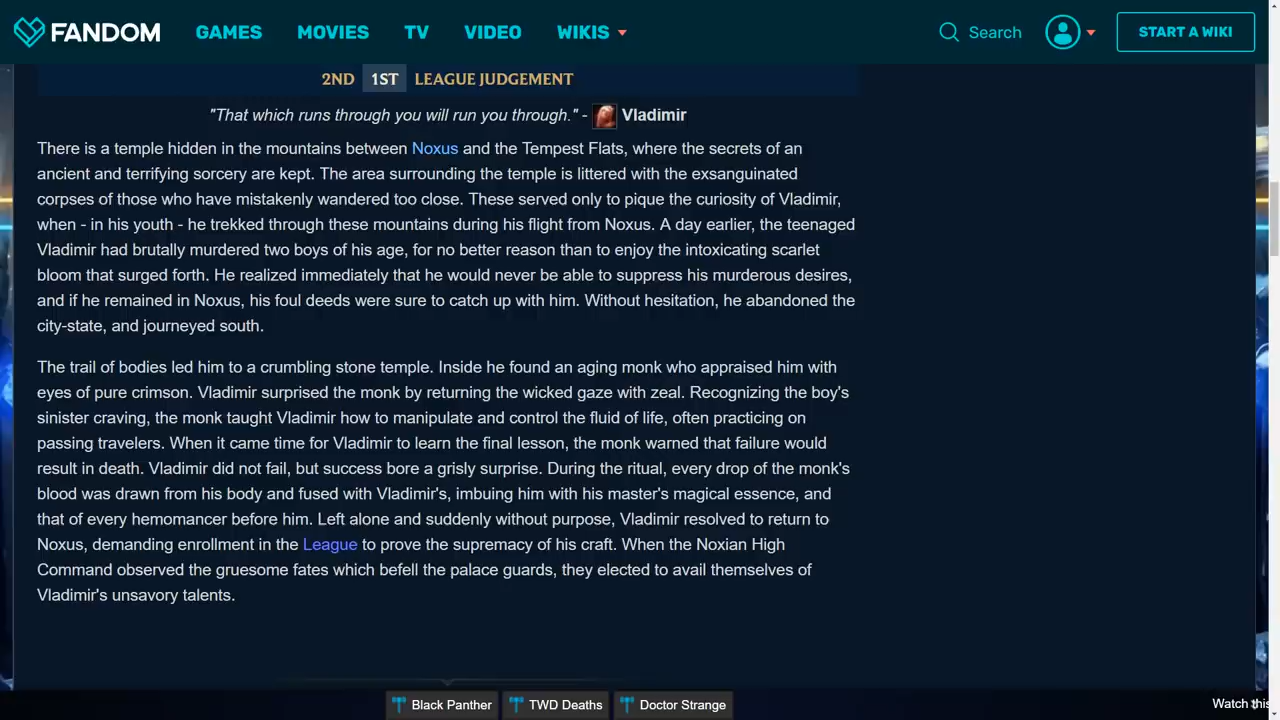 FANDOM GAMES MOVIES TV VIDEO WIKIS Search START A WIKI
2ND 1ST LEAGUE JUDGEMENT
"That which runs through you will run you through." - Vladimir
There is a temple hidden in the mountains between Noxus and the Tempest Flats, where the secrets of an
ancient and terrifying sorcery are kept. The area surrounding the temple is littered with the exsanguinated
corpses of those who have mistakenly wandered too close. These served only to pique the curiosity of Vladimir,
when - in his youth - he trekked through these mountains during his flight from Noxus. A day earlier, the teenaged
Vladimir had brutally murdered two boys of his age, for no better reason than to enjoy the intoxicating scarlet
bloom that surged forth. He realized immediately that he would never be able to suppress his murderous desires,
and if he remained in Noxus, his foul deeds were sure to catch up with him. Without hesitation, he abandoned the
city-state, and journeyed south.
The trail of bodies led him to a crumbling stone temple. Inside he found an aging monk who appraised him with
eyes of pure crimson. Vladimir surprised the monk by returning the wicked gaze with zeal. Recognizing the boy's
sinister craving, the monk taught Vladimir how to manipulate and control the fluid of life, often practicing on
passing travelers. When it came time for Vladimir to learn the final lesson, the monk warned that failure would
result in death. Vladimir did not fail, but success bore a grisly surprise. During the ritual, every drop of the monk's
blood was drawn from his body and fused with Vladimir's, imbuing him with his master's magical essence, and
that of every hemomancer before him. Left alone and suddenly without purpose, Vladimir resolved to return to
Noxus, demanding enrollment in the League to prove the supremacy of his craft. When the Noxian High
Command observed the gruesome fates which befell the palace guards, they elected to avail themselves of
Vladimir's unsavory talents.
Black Panther TWD Deaths Doctor Strange Watch this